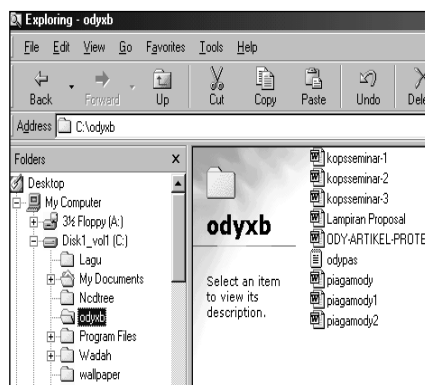 Exploring - odyxb
File Edit View Go Favorites Tools Help
Back Forward Up Cut Copy Paste Undo Dele
Address C:\odyxb
Folders x
Desktop
My Computer
3½ Floppy (A:)
Disk1_vol1 (C:)
Lagu
My Documents
Ncdtree
odyxb
Program Files
Wadah
wallpaper
odyxb
Select an item
to view its
description.
kopsseminar-1
kopsseminar-2
kopsseminar-3
Lampiran Proposal
ODY-ARTIKEL-PROTE
odypas
piagamody
piagamody1
piagamody2